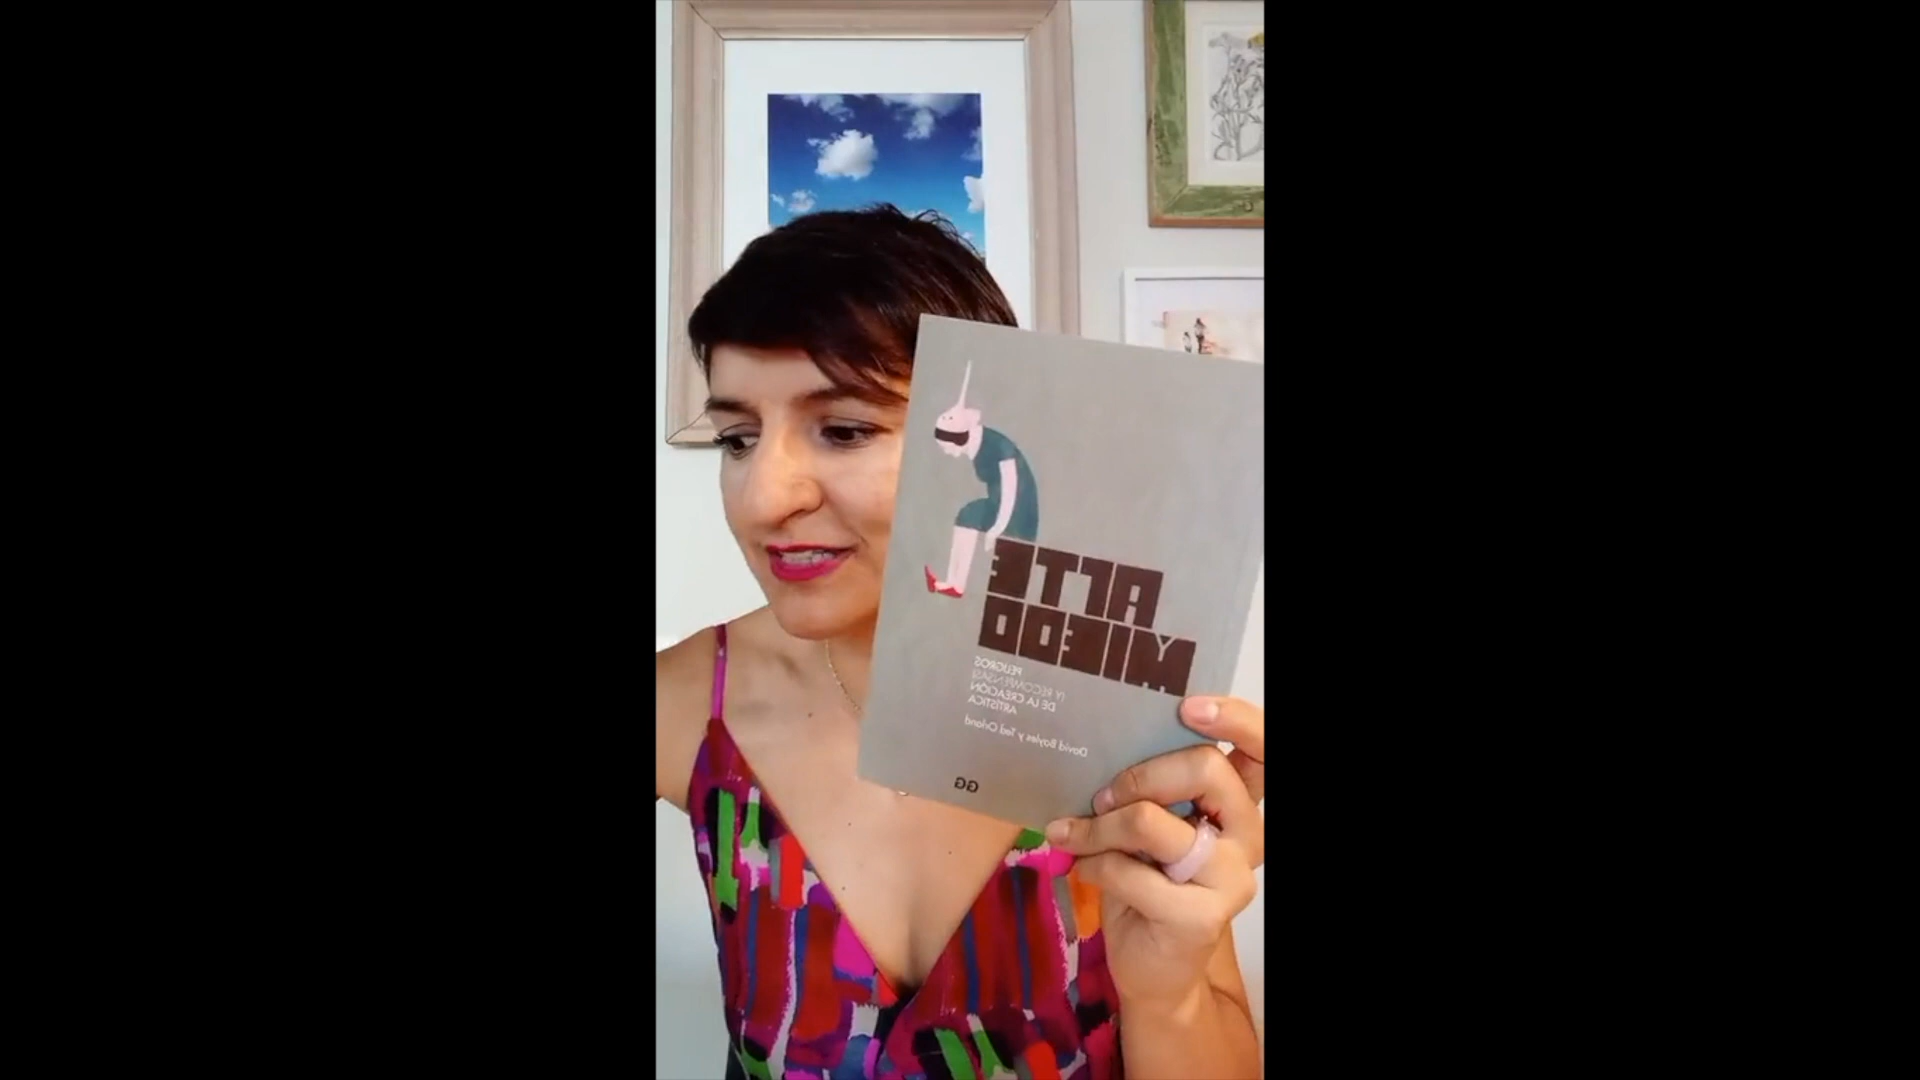 ARTE
Y MIEDO
PELIGROS
(Y RECOMPENSAS)
DE LA CREACIÓN
ARTÍSTICA
David Bayles y Ted Orland
GG